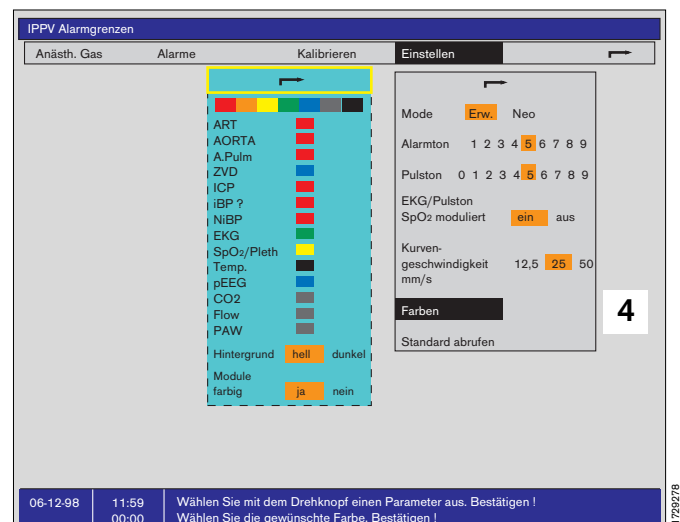 IPPV Alarmgrenzen
Anästh. Gas Alarme Kalibrieren Einstellen
ART
AORTA
A.Pulm
ZVD
ICP
iBP ?
NiBP
EKG
SpO2/Pleth
Temp.
pEEG
CO2
Flow
PAW
Hintergrund hell dunkel
Module
farbig ja nein
Mode Erw. Neo
Alarmton 1 2 3 4 5 6 7 8 9
Pulston 0 1 2 3 4 5 6 7 8 9
EKG/Pulston
SpO2 moduliert ein aus
Kurven-
geschwindigkeit 12,5 25 50
mm/s
Farben
Standard abrufen
4
06-12-98 11:59 Wählen Sie mit dem Drehknopf einen Parameter aus. Bestätigen !
00:00 Wählen Sie die gewünschte Farbe. Bestätigen !
1729278